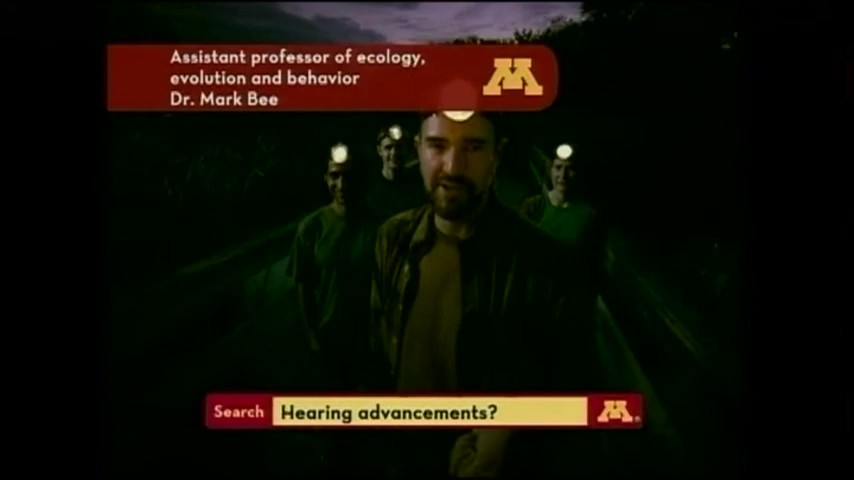 Assistant professor of ecology,
evolution and behavior
Dr. Mark Bee
M
Search Hearing advancements? M